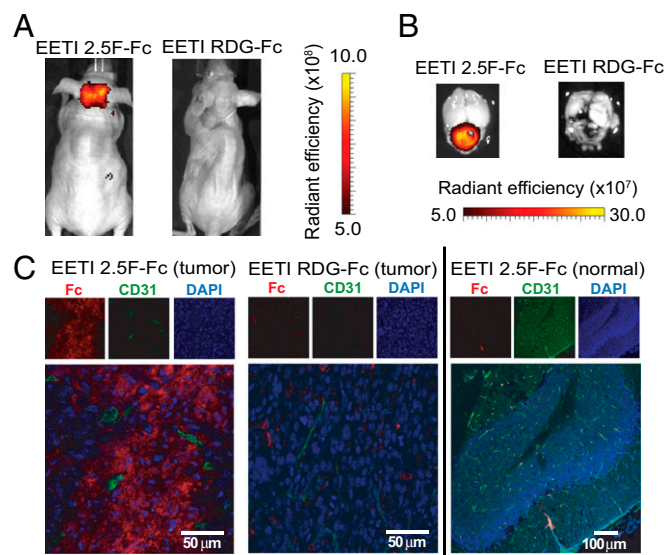 A
EETI 2.5F-Fc EETI RDG-Fc
Radiant efficiency (x10⁸)
10.0
5.0
B
EETI 2.5F-Fc EETI RDG-Fc
Radiant efficiency (x10⁷)
5.0 30.0
C
EETI 2.5F-Fc (tumor) EETI RDG-Fc (tumor) EETI 2.5F-Fc (normal)
Fc CD31 DAPI Fc CD31 DAPI Fc CD31 DAPI
50 μm 50 μm 100 μm